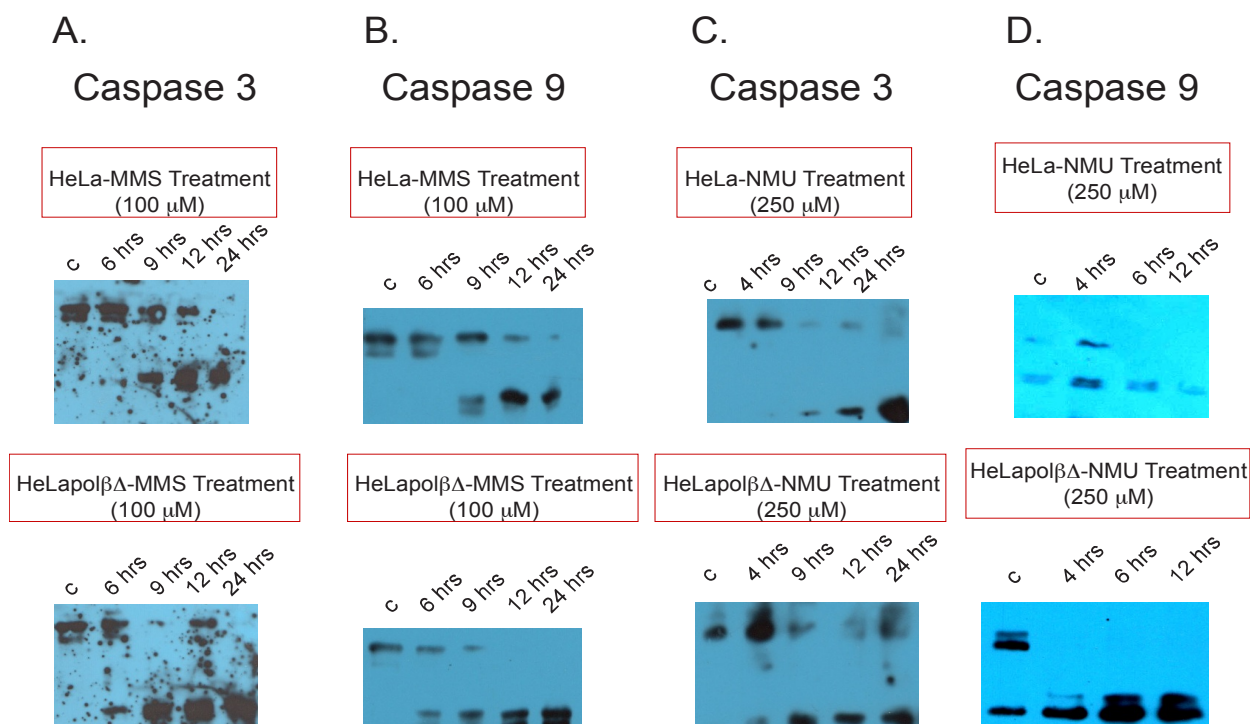 A.
Caspase 3
HeLa-MMS Treatment
(100 μM)
c 6 hrs 9 hrs 12 hrs 24 hrs
HeLapolβΔ-MMS Treatment
(100 μM)
c 6 hrs 9 hrs 12 hrs 24 hrs
B.
Caspase 9
HeLa-MMS Treatment
(100 μM)
c 6 hrs 9 hrs 12 hrs 24 hrs
HeLapolβΔ-MMS Treatment
(100 μM)
c 6 hrs 9 hrs 12 hrs 24 hrs
C.
Caspase 3
HeLa-NMU Treatment
(250 μM)
c 4 hrs 9 hrs 12 hrs 24 hrs
HeLapolβΔ-NMU Treatment
(250 μM)
c 4 hrs 9 hrs 12 hrs 24 hrs
D.
Caspase 9
HeLa-NMU Treatment
(250 μM)
c 4 hrs 6 hrs 12 hrs
HeLapolβΔ-NMU Treatment
(250 μM)
c 4 hrs 6 hrs 12 hrs